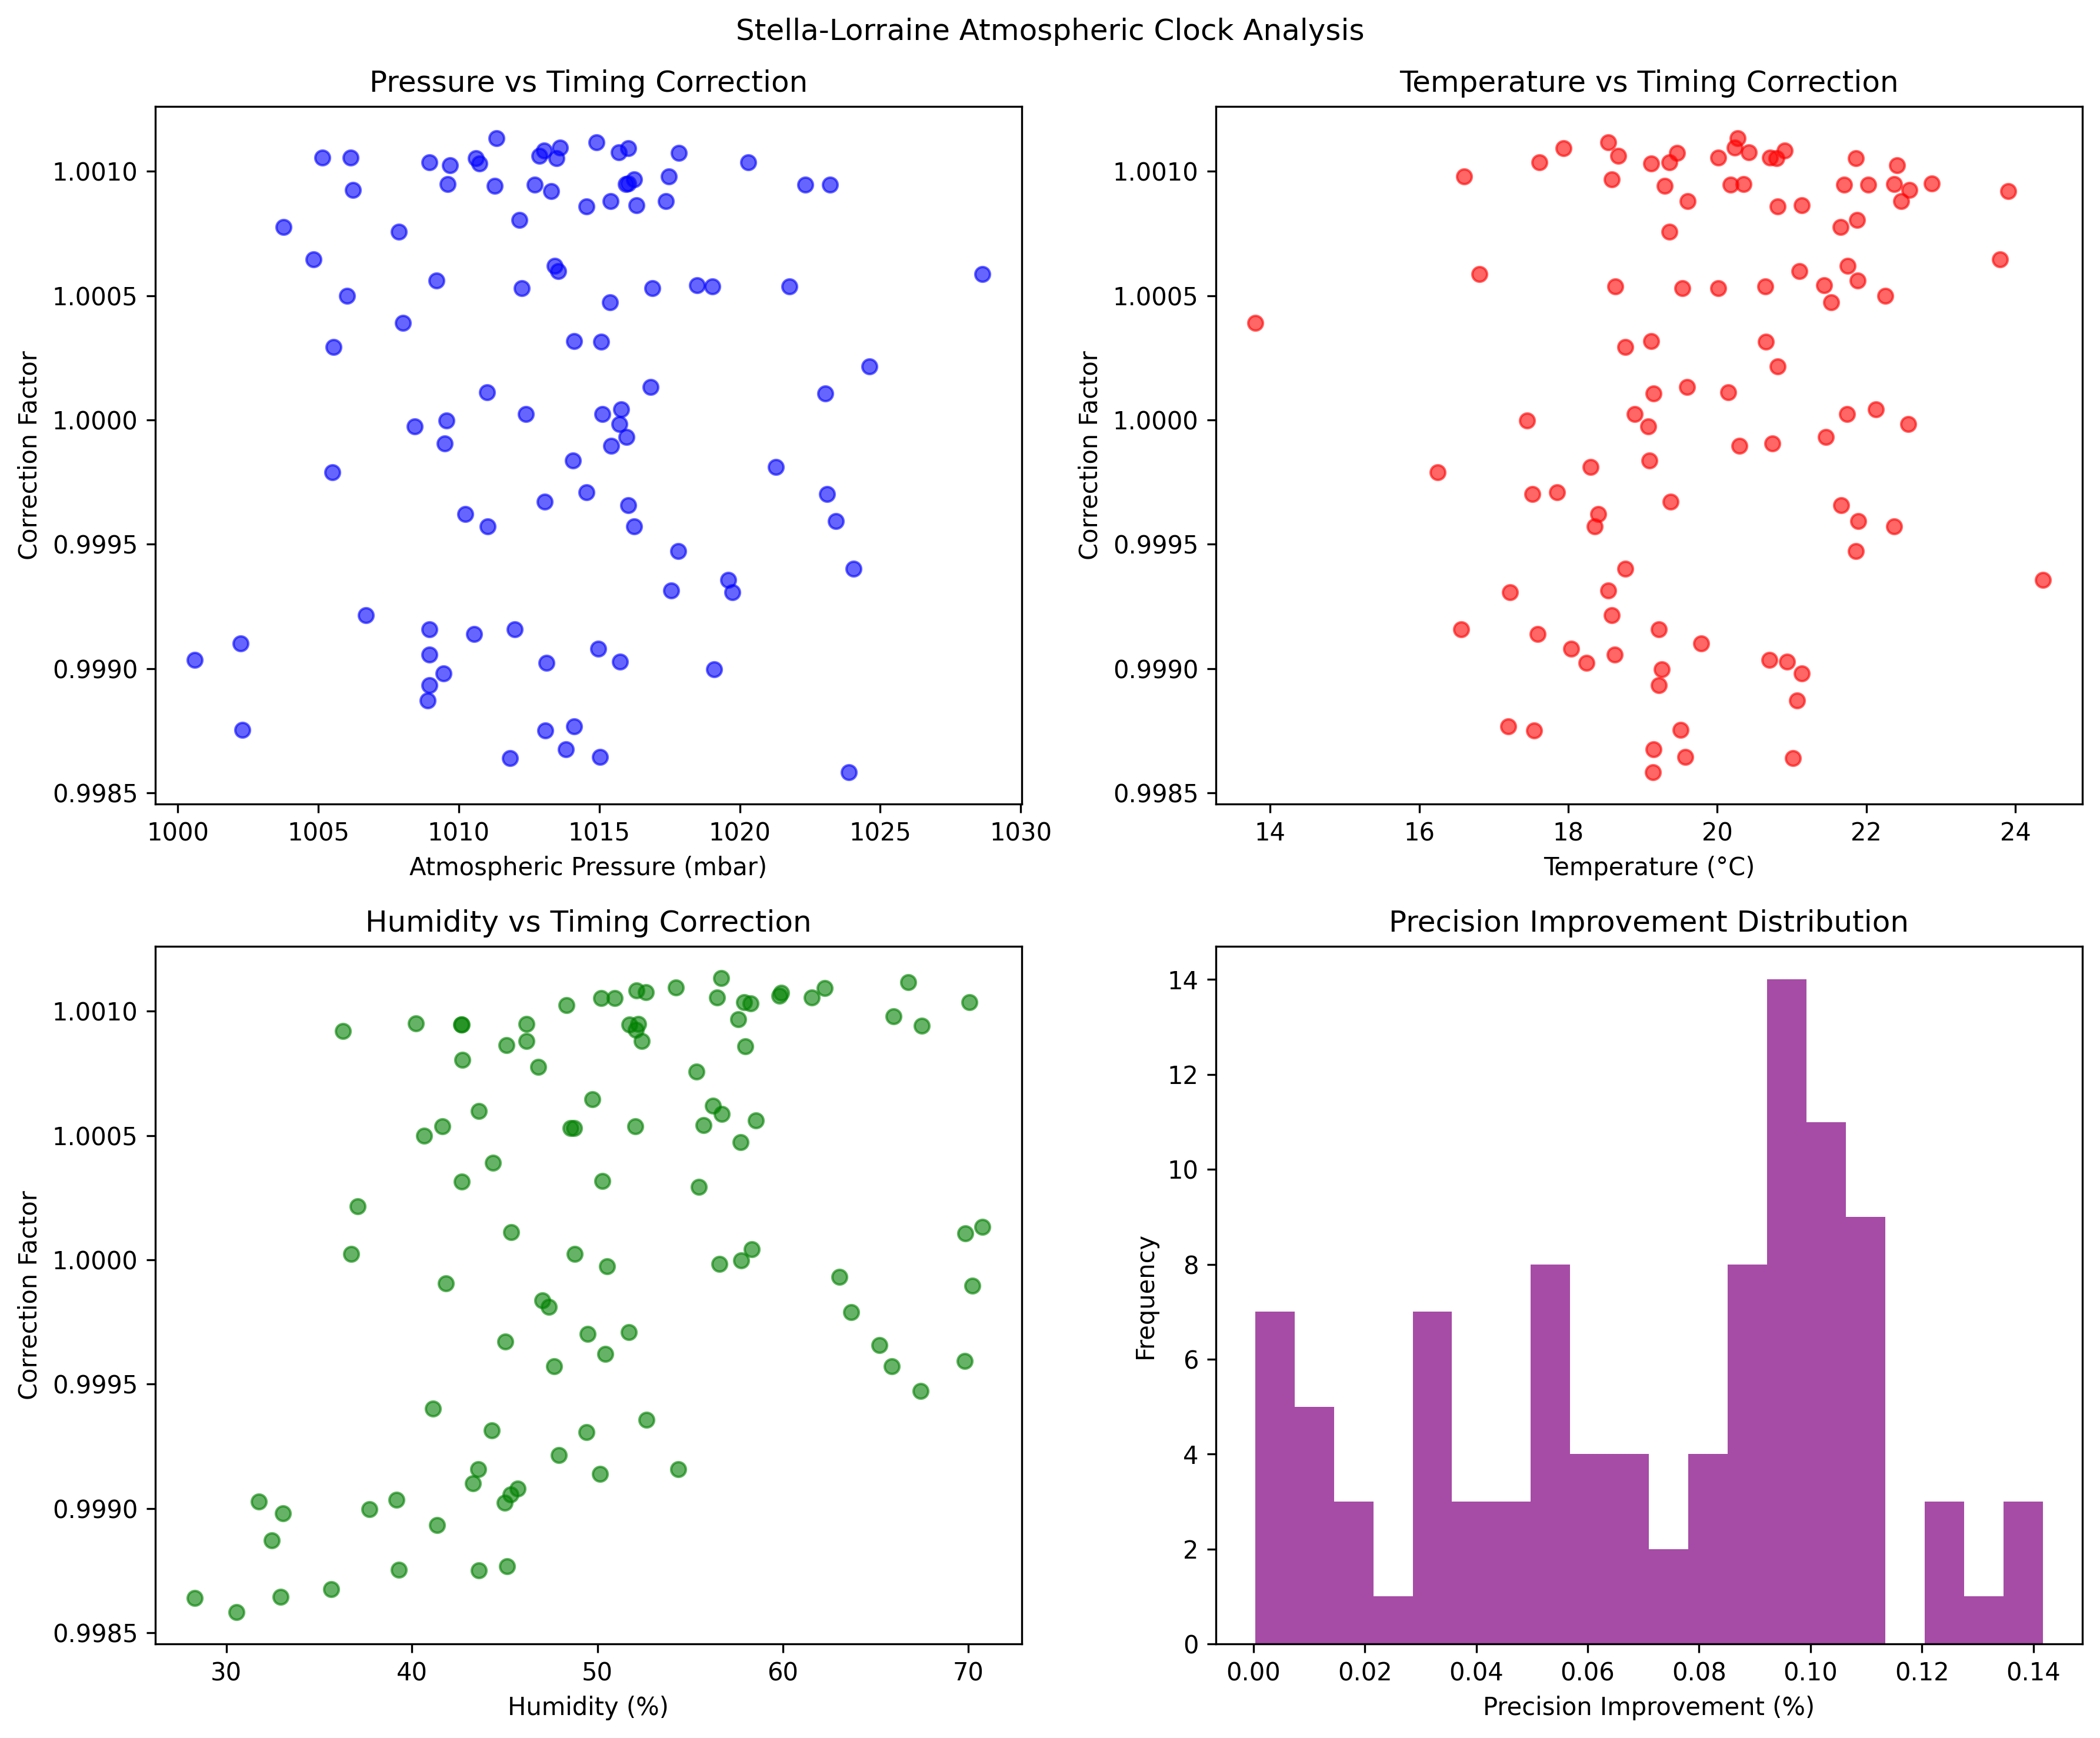 Stella-Lorraine Atmospheric Clock Analysis
Pressure vs Timing Correction
Correction Factor
1.0010
1.0005
1.0000
0.9995
0.9990
0.9985
1000 1005 1010 1015 1020 1025 1030
Atmospheric Pressure (mbar)
Temperature vs Timing Correction
Correction Factor
1.0010
1.0005
1.0000
0.9995
0.9990
0.9985
14 16 18 20 22 24
Temperature (°C)
Humidity vs Timing Correction
Correction Factor
1.0010
1.0005
1.0000
0.9995
0.9990
0.9985
30 40 50 60 70
Humidity (%)
Precision Improvement Distribution
Frequency
14
12
10
8
6
4
2
0
0.00 0.02 0.04 0.06 0.08 0.10 0.12 0.14
Precision Improvement (%)